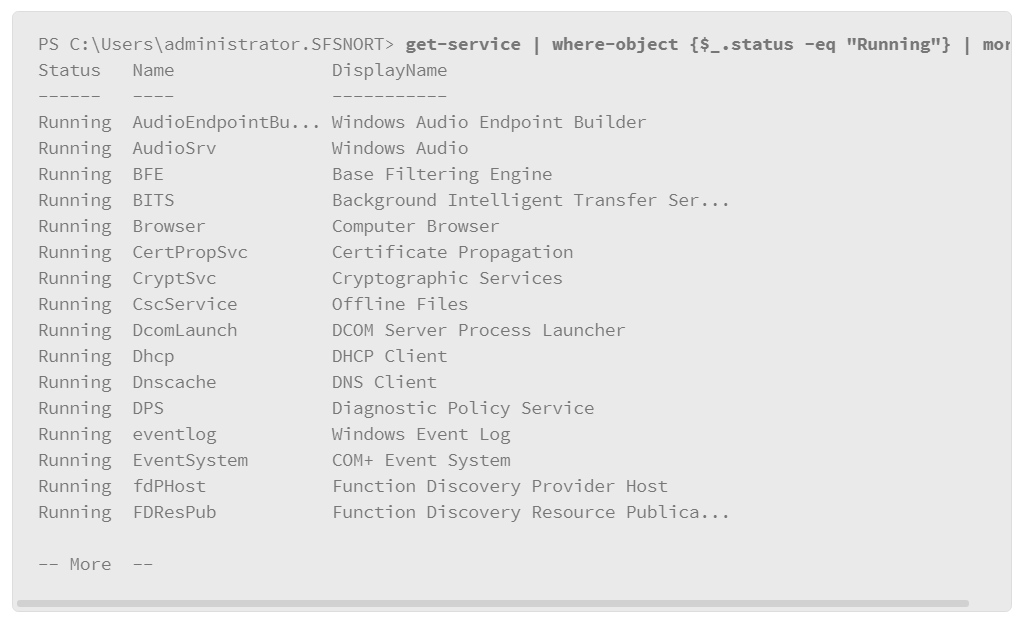 PS C:\Users\administrator.SFSNORT> get-service | where-object {$_.status -eq "Running"} | mor
Status   Name               DisplayName
------   ----               -----------
Running  AudioEndpointBu... Windows Audio Endpoint Builder
Running  AudioSrv           Windows Audio
Running  BFE                Base Filtering Engine
Running  BITS               Background Intelligent Transfer Ser...
Running  Browser            Computer Browser
Running  CertPropSvc        Certificate Propagation
Running  CryptSvc           Cryptographic Services
Running  CscService         Offline Files
Running  DcomLaunch         DCOM Server Process Launcher
Running  Dhcp               DHCP Client
Running  Dnscache           DNS Client
Running  DPS                Diagnostic Policy Service
Running  eventlog           Windows Event Log
Running  EventSystem        COM+ Event System
Running  fdPHost            Function Discovery Provider Host
Running  FDResPub           Function Discovery Resource Publica...
-- More  --